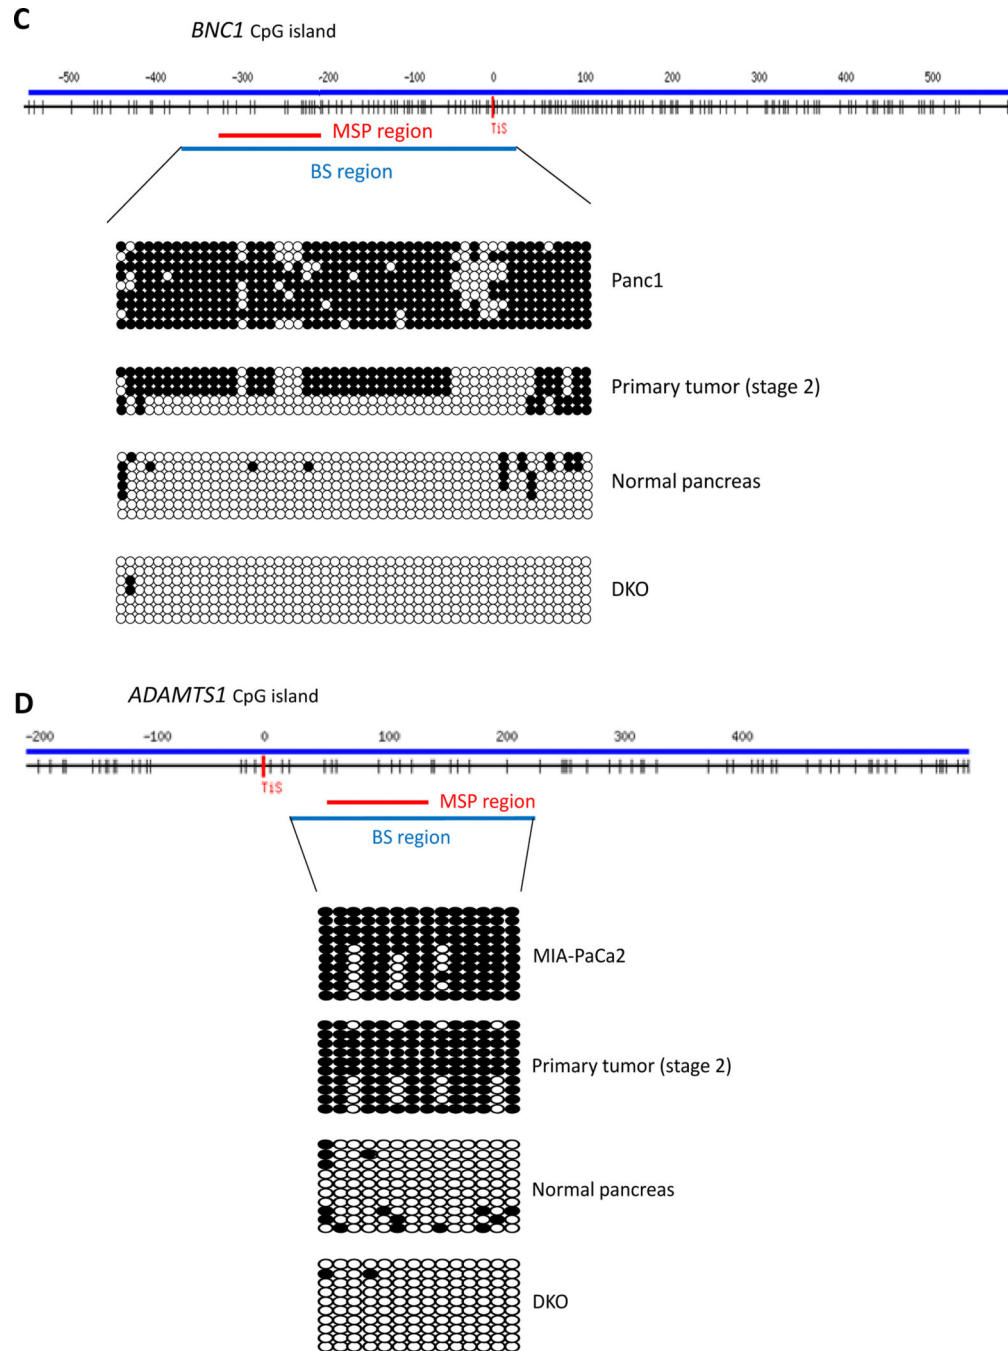 C
BNC1 CpG island
-500 -400 -300 -200 -100 0 100 200 300 400 500
TiS
MSP region
BS region
Panc1
Primary tumor (stage 2)
Normal pancreas
DKO
D
ADAMTS1 CpG island
-200 -100 0 100 200 300 400
TiS
MSP region
BS region
MIA-PaCa2
Primary tumor (stage 2)
Normal pancreas
DKO